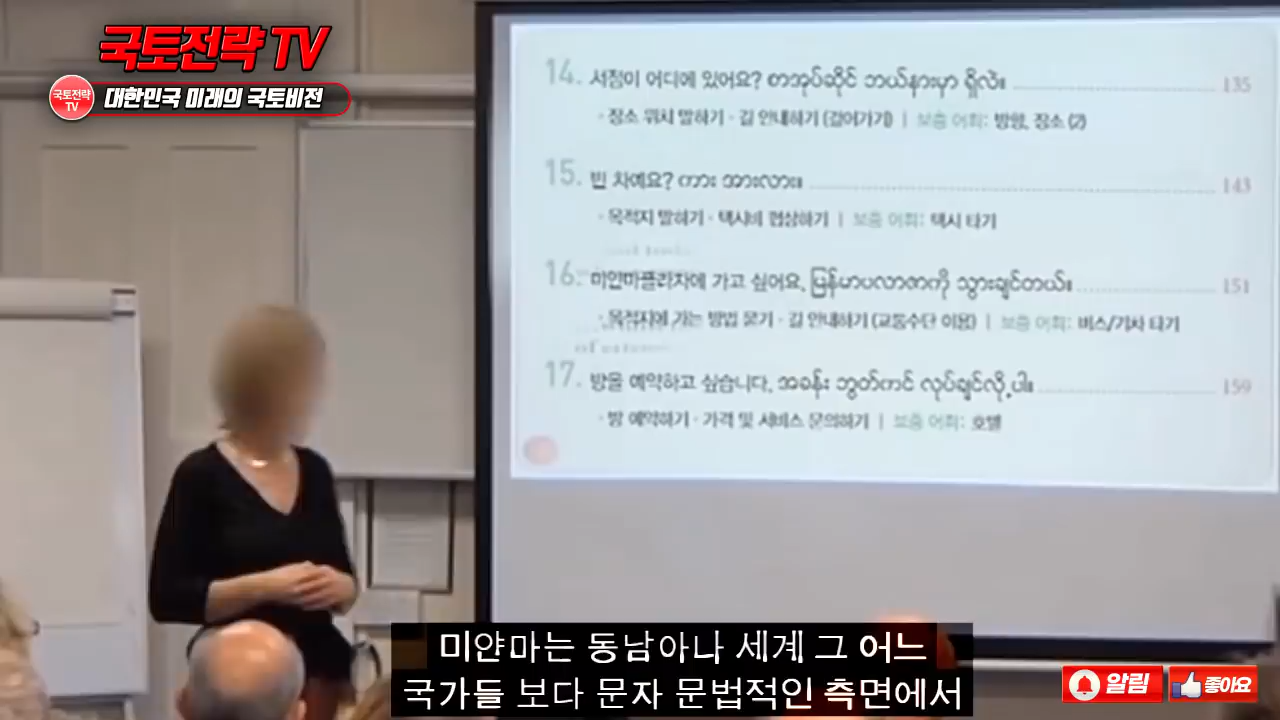 국토전략 TV
국토전략
TV
대한민국 미래의 국토비전
14. 서점이 어디에 있어요? စာအုပ်ဆိုင် ဘယ်နားမှာ ရှိလဲ။ 135
· 장소 위치 말하기 · 길 안내하기 (걸어가기) | 보충 어휘: 방향, 장소 (2)
15. 빈 차예요? ကား အားလား။ 143
· 목적지 말하기 · 택시비 협상하기 | 보충 어휘: 택시 타기
16. 미얀마플라자에 가고 싶어요. မြန်မာပလာဇာကို သွားချင်တယ်။ 151
· 목적지에 가는 방법 묻기 · 길 안내하기 (교통수단 이용) | 보충 어휘: 버스/기차 타기
17. 방을 예약하고 싶습니다. အခန်း ဘွတ်ကင် လုပ်ချင်လို့ပါ။ 159
· 방 예약하기 · 가격 및 서비스 문의하기 | 보충 어휘: 호텔
미얀마는 동남아나 세계 그 어느
국가들 보다 문자 문법적인 측면에서
알림 좋아요